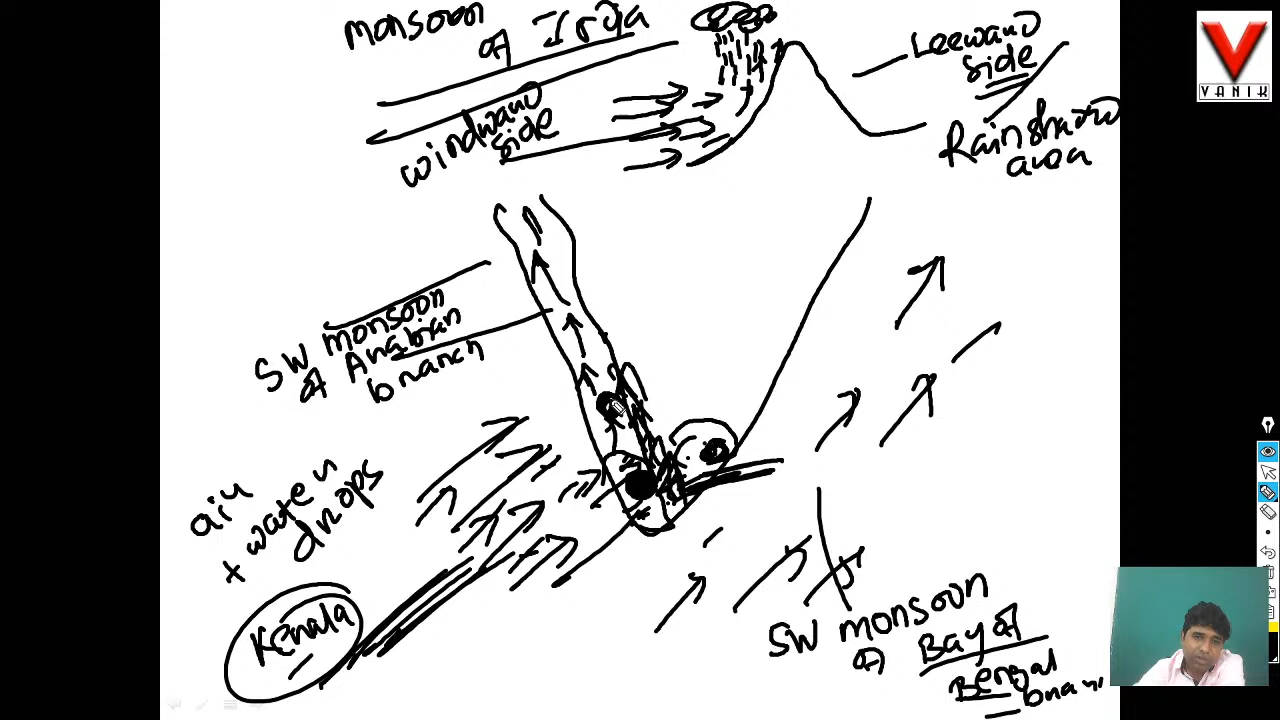 monsoon
of India
windward
side
Leeward
side
Rainshadow
area
VANIK
SW monsoon
of Arabian
branch
air
+ water
drops
Kerala
SW monsoon
of Bay of
Bengal